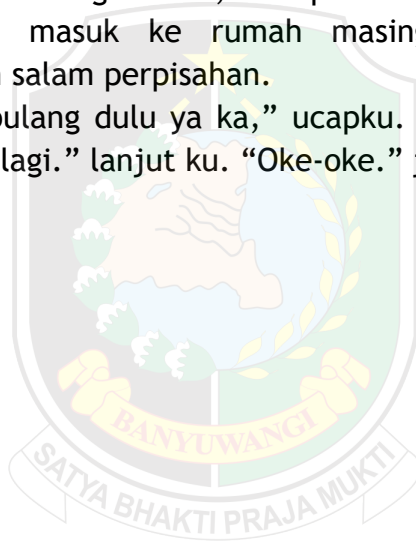 masuk ke rumah masing
salam perpisahan.
pulang dulu ya ka,” ucapku.
lagi.” lanjut ku. “Oke-oke.”
BANYUWANGI
SATYA BHAKTI PRAJA MUKTI